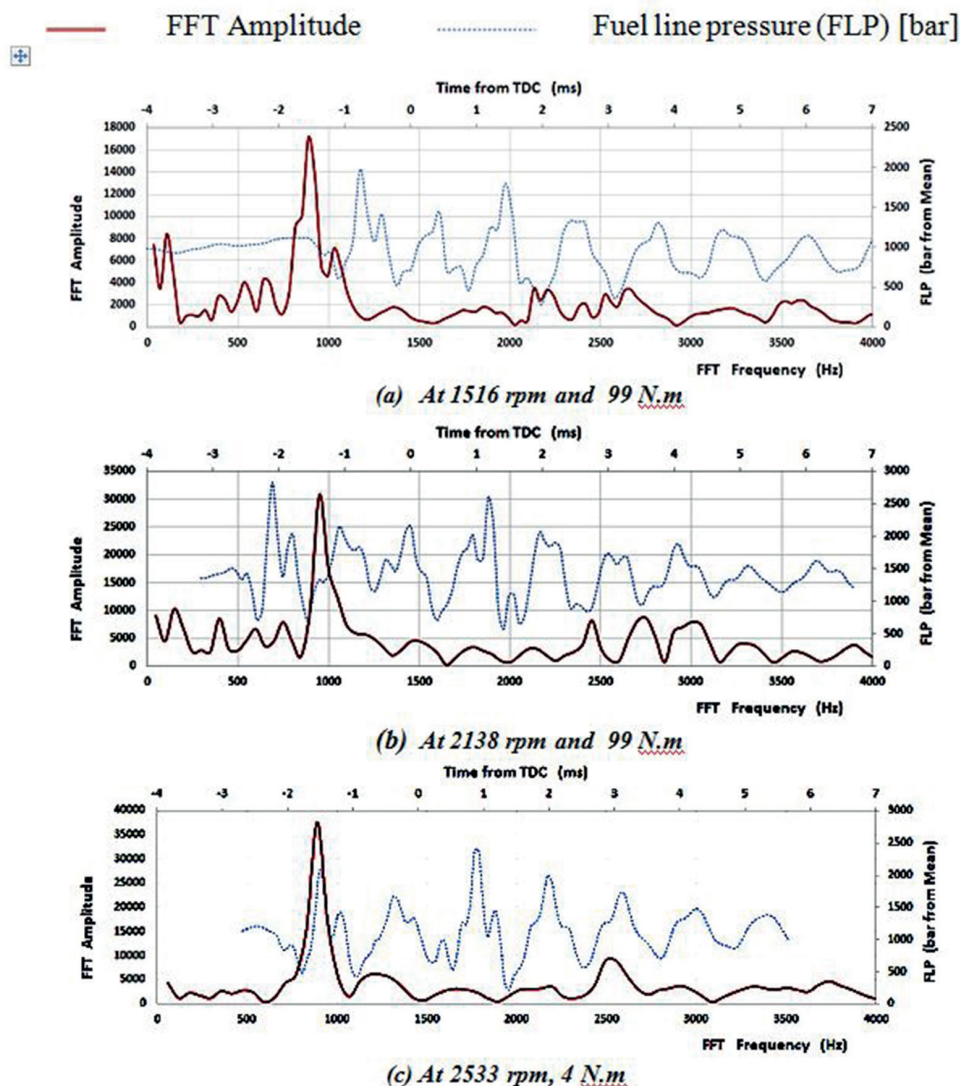 FFT Amplitude Fuel line pressure (FLP) [bar]
Time from TDC (ms)
-4 -3 -2 -1 0 1 2 3 4 5 6 7
18000 2500
16000
14000 2000
12000
10000 1500
8000 1000
6000
4000 500
2000
0 0
FFT Amplitude
FLP (bar from Mean)
0 500 1000 1500 2000 2500 3000 3500 4000
FFT Frequency (Hz)
(a) At 1516 rpm and 99 N.m
Time from TDC (ms)
-4 -3 -2 -1 0 1 2 3 4 5 6 7
35000 3000
30000 2500
25000 2000
20000
15000 1500
10000 1000
5000 500
0 0
FFT Amplitude
FLP (bar from Mean)
0 500 1000 1500 2000 2500 3000 3500 4000
FFT Frequency (Hz)
(b) At 2138 rpm and 99 N.m
Time from TDC (ms)
-4 -3 -2 -1 0 1 2 3 4 5 6 7
40000 3000
35000 2500
30000
25000 2000
20000 1500
15000 1000
10000
5000 500
0 0
FFT Amplitude
FLP (bar from Mean)
0 500 1000 1500 2000 2500 3000 3500 4000
FFT Frequency (Hz)
(c) At 2533 rpm, 4 N.m